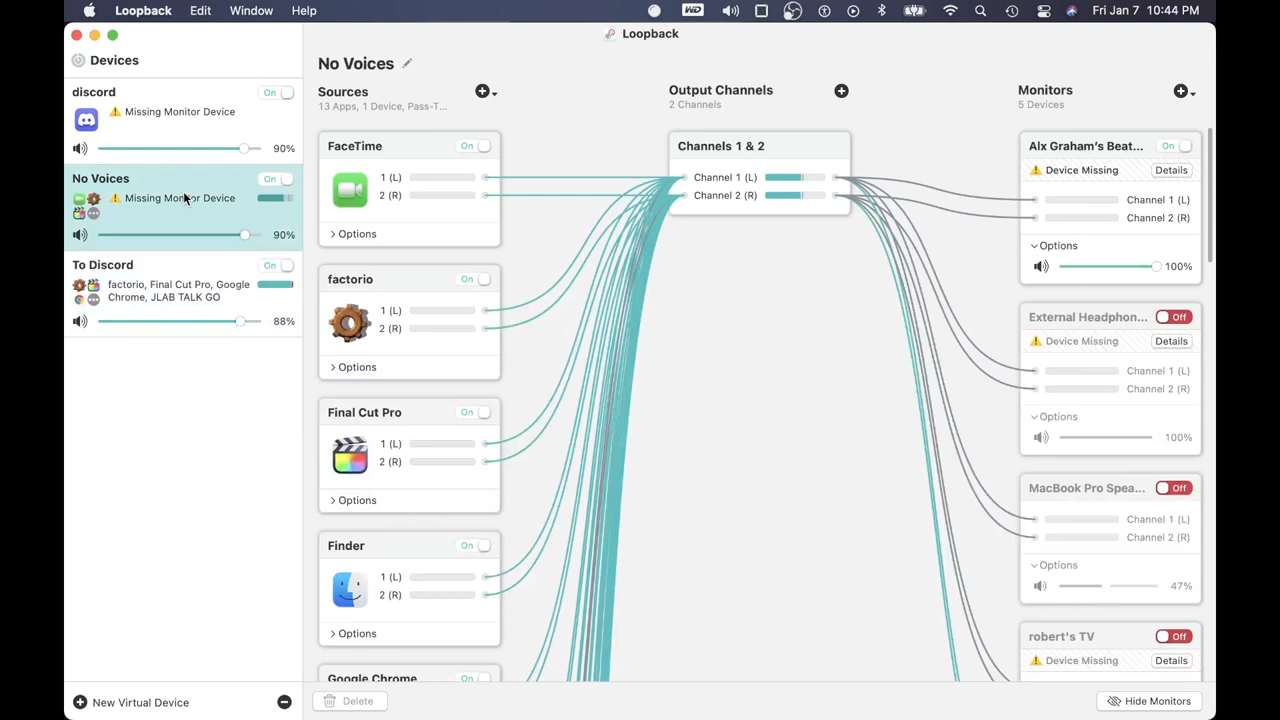 Loopback Edit Window Help
WD
Fri Jan 7 10:44 PM
Loopback
Devices
discord
On
Missing Monitor Device
90%
No Voices
On
Missing Monitor Device
90%
To Discord
On
factorio, Final Cut Pro, Google
Chrome, JLAB TALK GO
88%
New Virtual Device
No Voices
Sources
13 Apps, 1 Device, Pass-T...
FaceTime
On
1 (L)
2 (R)
Options
factorio
On
1 (L)
2 (R)
Options
Final Cut Pro
On
1 (L)
2 (R)
Options
Finder
On
1 (L)
2 (R)
Options
Google Chrome
On
Delete
Output Channels
2 Channels
Channels 1 & 2
Channel 1 (L)
Channel 2 (R)
Monitors
5 Devices
Alx Graham's Beat...
On
Device Missing
Details
Channel 1 (L)
Channel 2 (R)
Options
100%
External Headphon...
Off
Device Missing
Details
Channel 1 (L)
Channel 2 (R)
Options
100%
MacBook Pro Spea...
Off
Channel 1 (L)
Channel 2 (R)
Options
47%
robert's TV
Off
Device Missing
Details
Hide Monitors